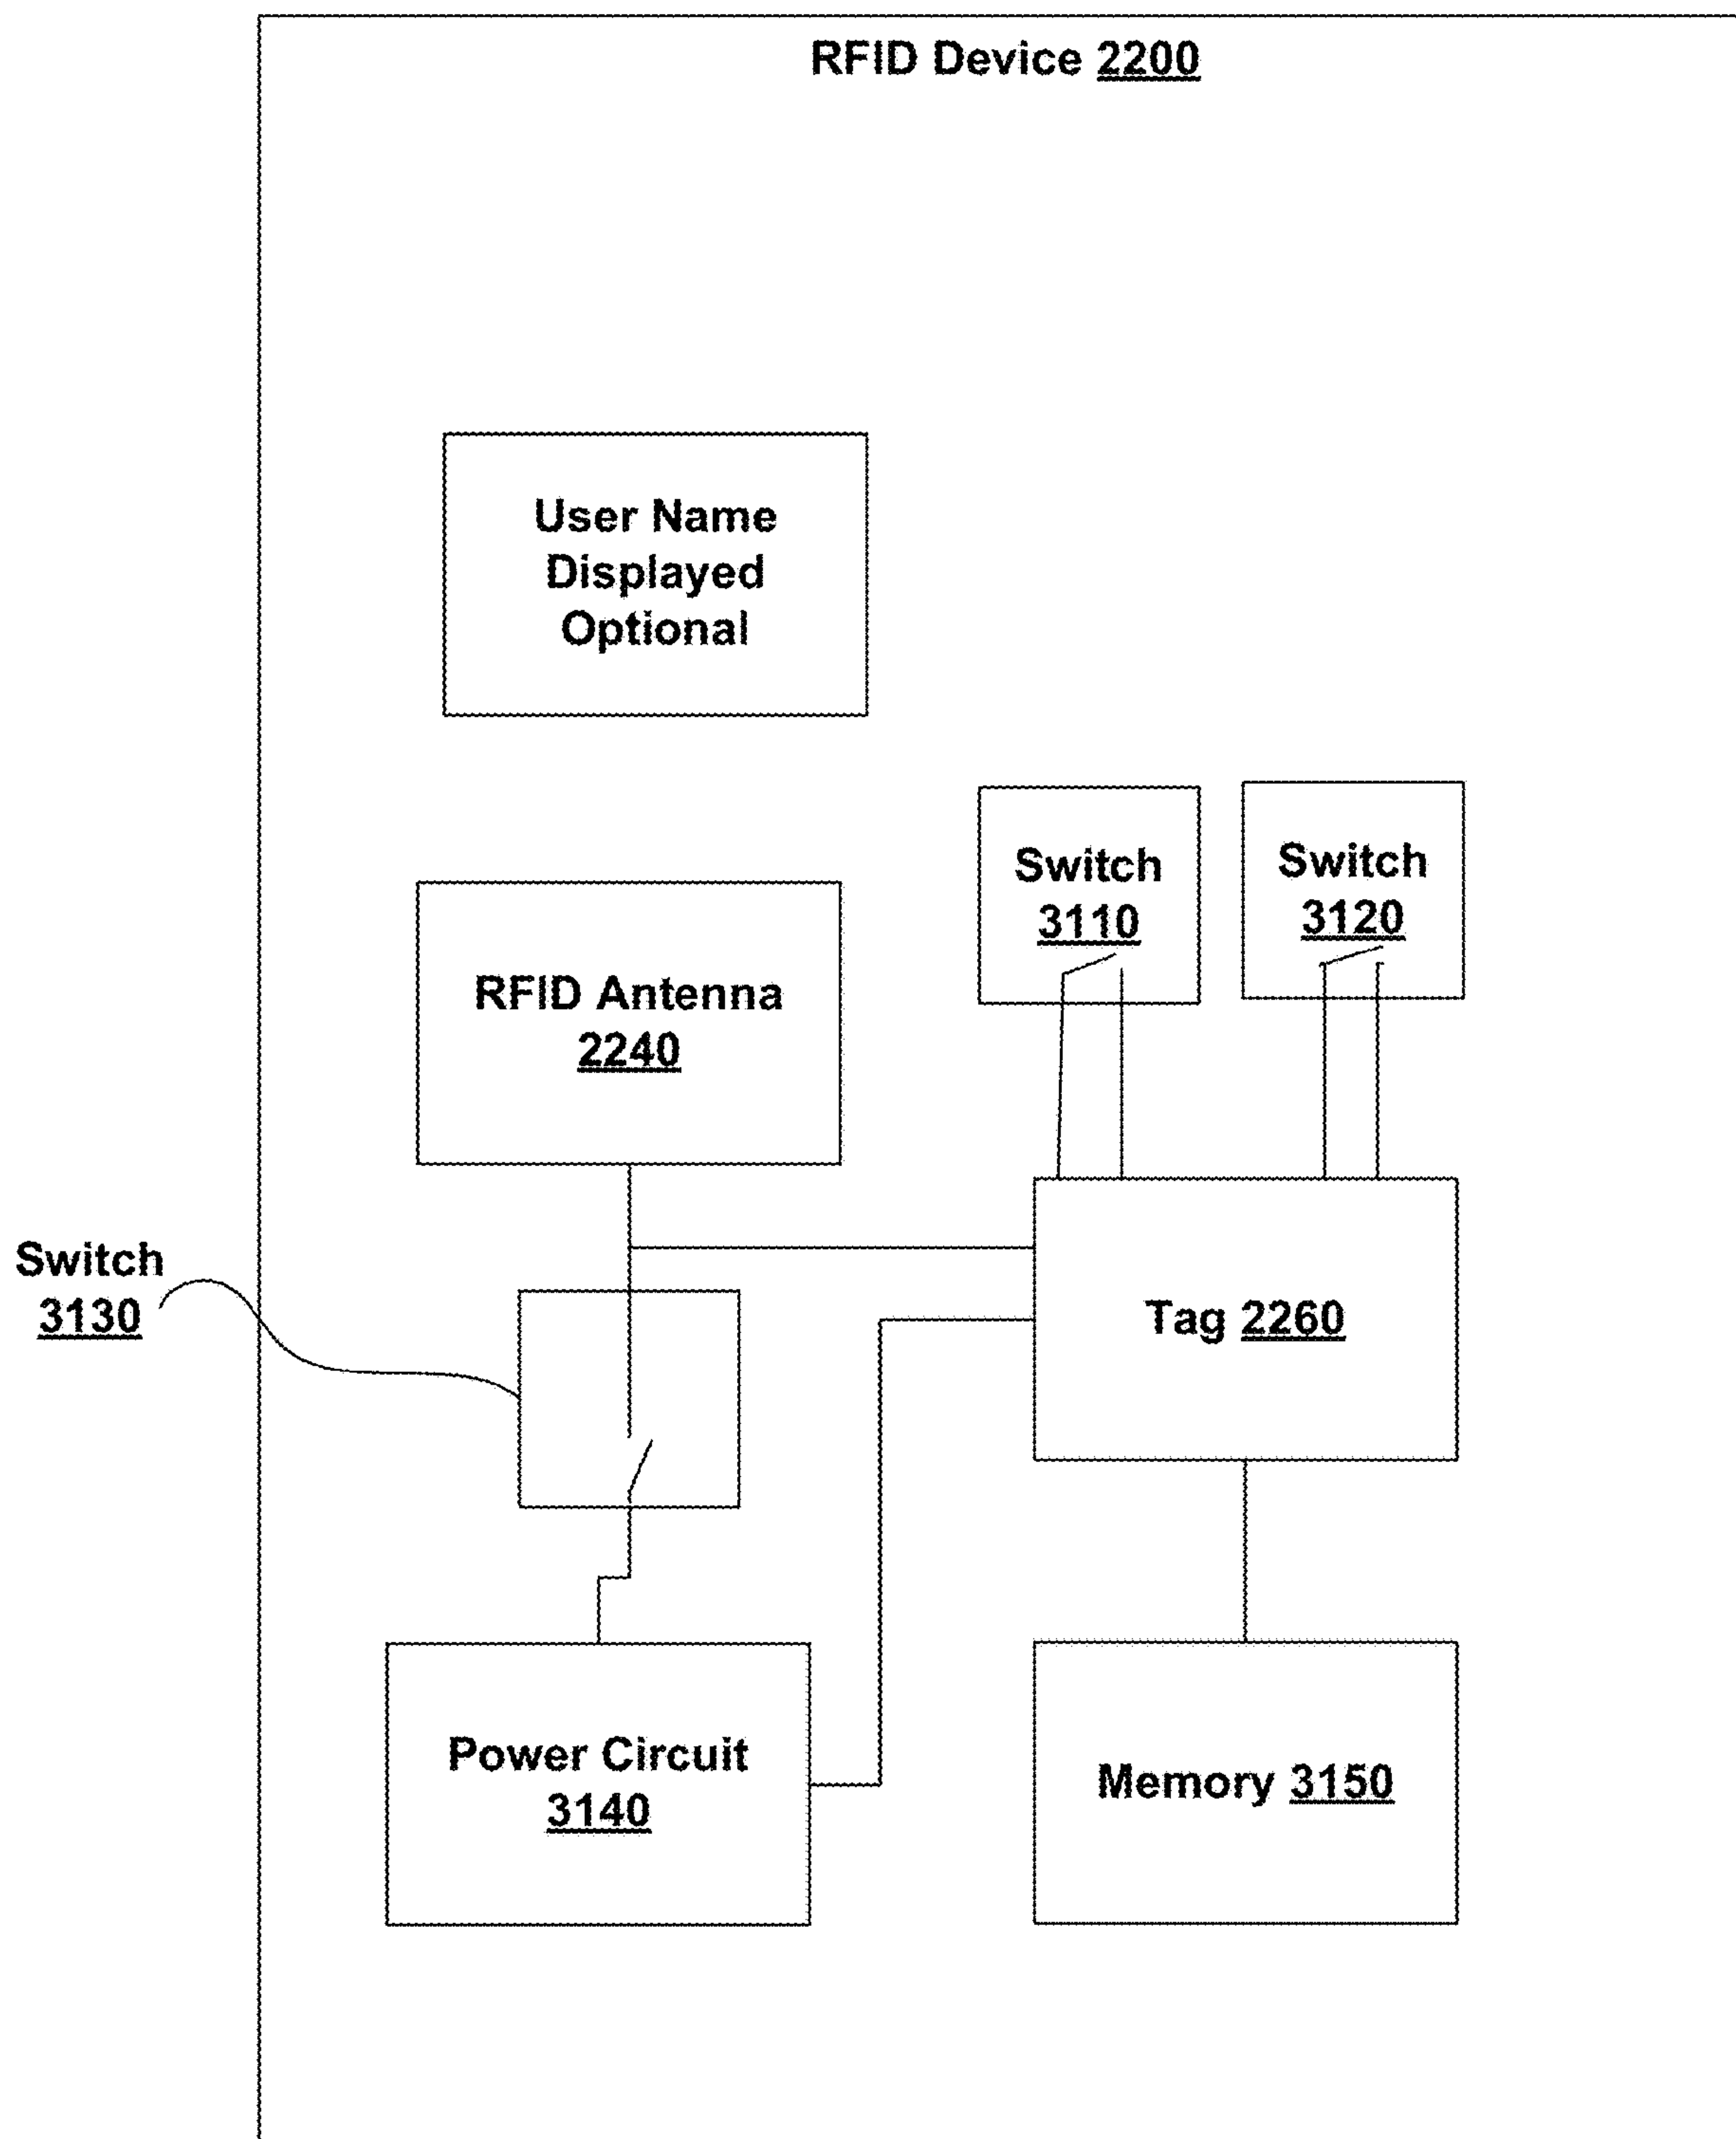 RFID Device 2200
User Name
Displayed
Optional
Switch
3110
Switch
3120
RFID Antenna
2240
Switch
3130
Tag 2260
Power Circuit
3140
Memory 3150